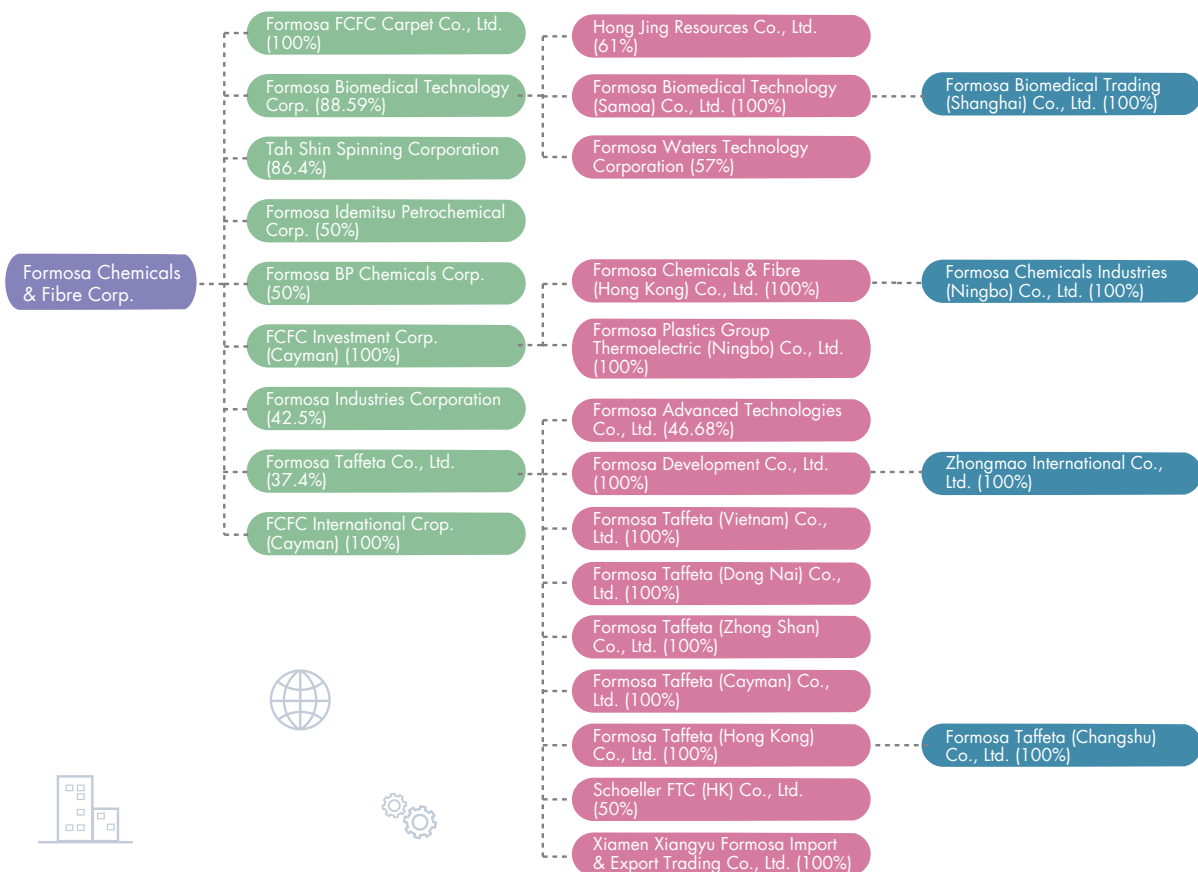 Formosa Chemicals
& Fibre Corp.
Formosa FCFC Carpet Co., Ltd.
(100%)
Formosa Biomedical Technology
Corp. (88.59%)
Tah Shin Spinning Corporation
(86.4%)
Formosa Idemitsu Petrochemical
Corp. (50%)
Formosa BP Chemicals Corp.
(50%)
FCFC Investment Corp.
(Cayman) (100%)
Formosa Industries Corporation
(42.5%)
Formosa Taffeta Co., Ltd.
(37.4%)
FCFC International Crop.
(Cayman) (100%)
Hong Jing Resources Co., Ltd.
(61%)
Formosa Biomedical Technology
(Samoa) Co., Ltd. (100%)
Formosa Waters Technology
Corporation (57%)
Formosa Chemicals & Fibre
(Hong Kong) Co., Ltd. (100%)
Formosa Plastics Group
Thermoelectric (Ningbo) Co., Ltd.
(100%)
Formosa Advanced Technologies
Co., Ltd. (46.68%)
Formosa Development Co., Ltd.
(100%)
Formosa Taffeta (Vietnam) Co.,
Ltd. (100%)
Formosa Taffeta (Dong Nai) Co.,
Ltd. (100%)
Formosa Taffeta (Zhong Shan)
Co., Ltd. (100%)
Formosa Taffeta (Cayman) Co.,
Ltd. (100%)
Formosa Taffeta (Hong Kong)
Co., Ltd. (100%)
Schoeller FTC (HK) Co., Ltd.
(50%)
Xiamen Xiangyu Formosa Import
& Export Trading Co., Ltd. (100%)
Formosa Biomedical Trading
(Shanghai) Co., Ltd. (100%)
Formosa Chemicals Industries
(Ningbo) Co., Ltd. (100%)
Zhongmao International Co.,
Ltd. (100%)
Formosa Taffeta (Changshu)
Co., Ltd. (100%)